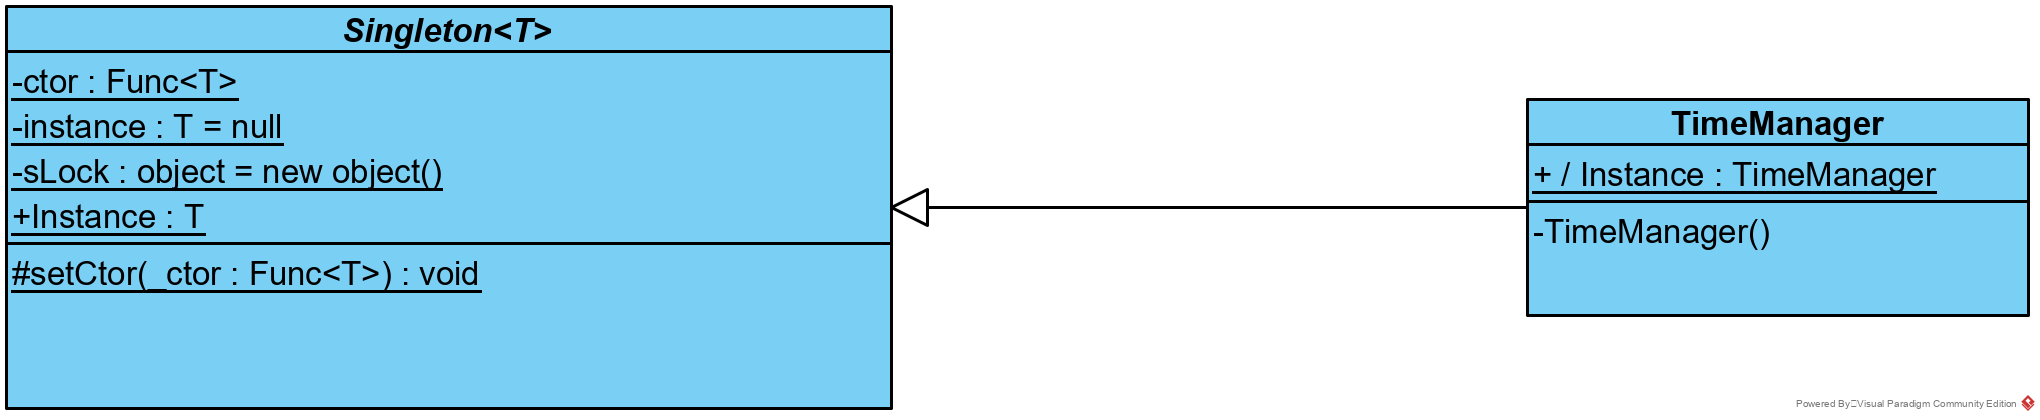 Singleton<T>
-ctor : Func<T>
-instance : T = null
-sLock : object = new object()
+Instance : T
#setCtor(_ctor : Func<T>) : void
TimeManager
+ / Instance : TimeManager
-TimeManager()
Powered By Visual Paradigm Community Edition